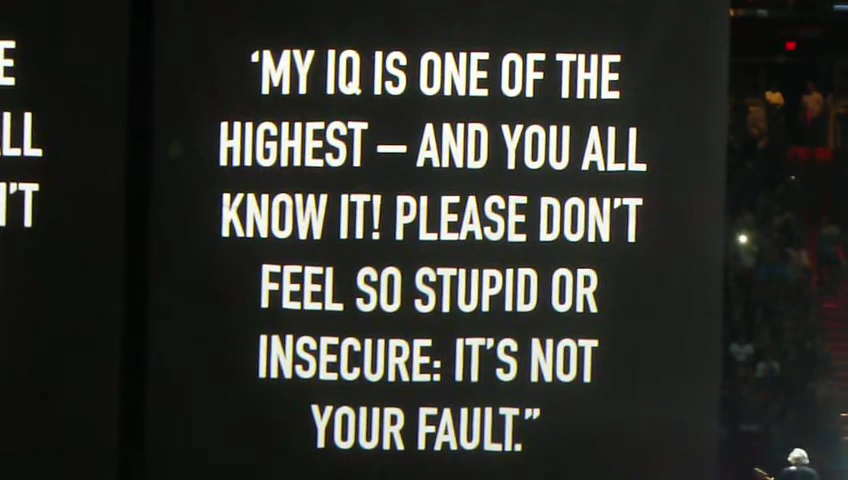 E
LL
'T
‘MY IQ IS ONE OF THE
HIGHEST – AND YOU ALL
KNOW IT! PLEASE DON'T
FEEL SO STUPID OR
INSECURE: IT'S NOT
YOUR FAULT.”